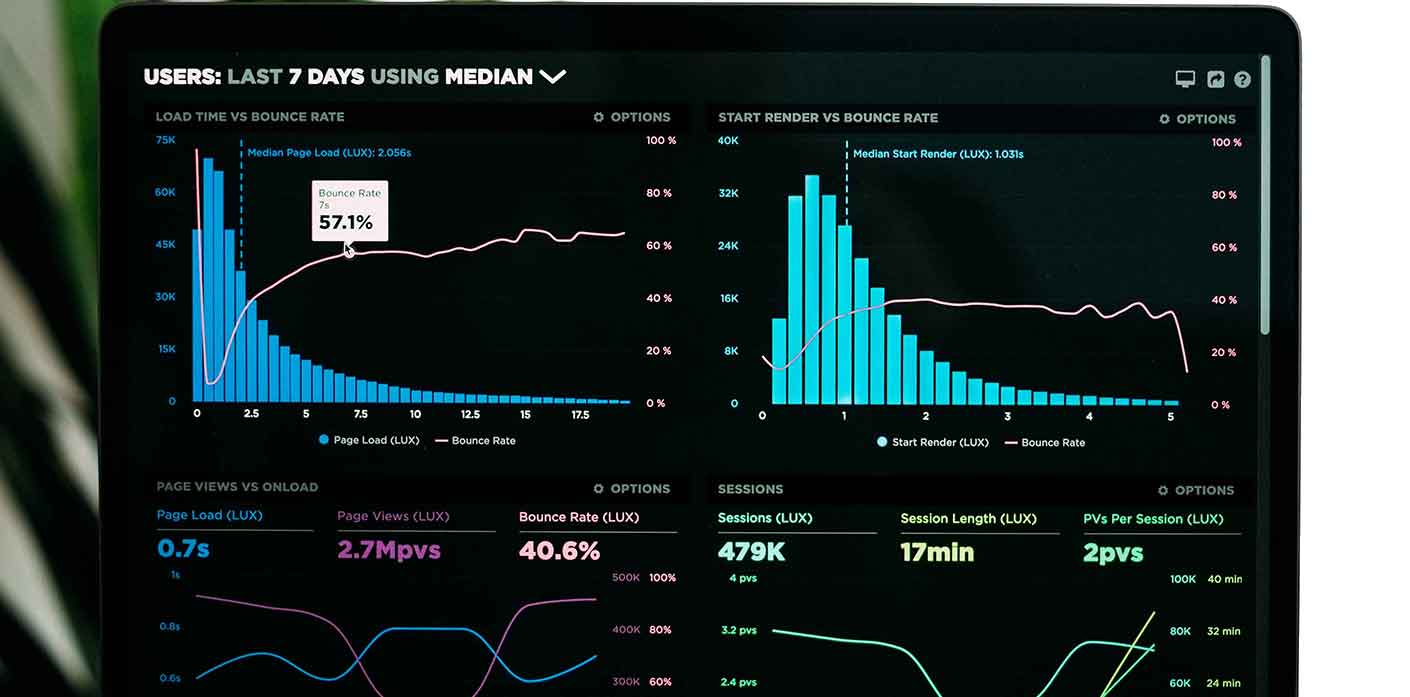 USERS: LAST 7 DAYS USING MEDIAN
LOAD TIME VS BOUNCE RATE
OPTIONS
75K
100 %
Median Page Load (LUX): 2.056s
60K
80 %
Bounce Rate
7s
57.1%
45K
60 %
30K
40 %
15K
20 %
0
0 %
0 2.5 5 7.5 10 12.5 15 17.5
Page Load (LUX) Bounce Rate
START RENDER VS BOUNCE RATE
OPTIONS
40K
100 %
Median Start Render (LUX): 1.031s
32K
80 %
24K
60 %
16K
40 %
8K
20 %
0
0 %
0 1 2 3 4 5
Start Render (LUX) Bounce Rate
PAGE VIEWS VS ONLOAD
OPTIONS
Page Load (LUX) Page Views (LUX) Bounce Rate (LUX)
0.7s 2.7Mpvs 40.6%
1s 500K 100%
0.8s 400K 80%
0.6s 300K 60%
SESSIONS
OPTIONS
Sessions (LUX) Session Length (LUX) PVs Per Session (LUX)
479K 17min 2pvs
4 pvs 100K 40 min
3.2 pvs 80K 32 min
2.4 pvs 60K 24 min